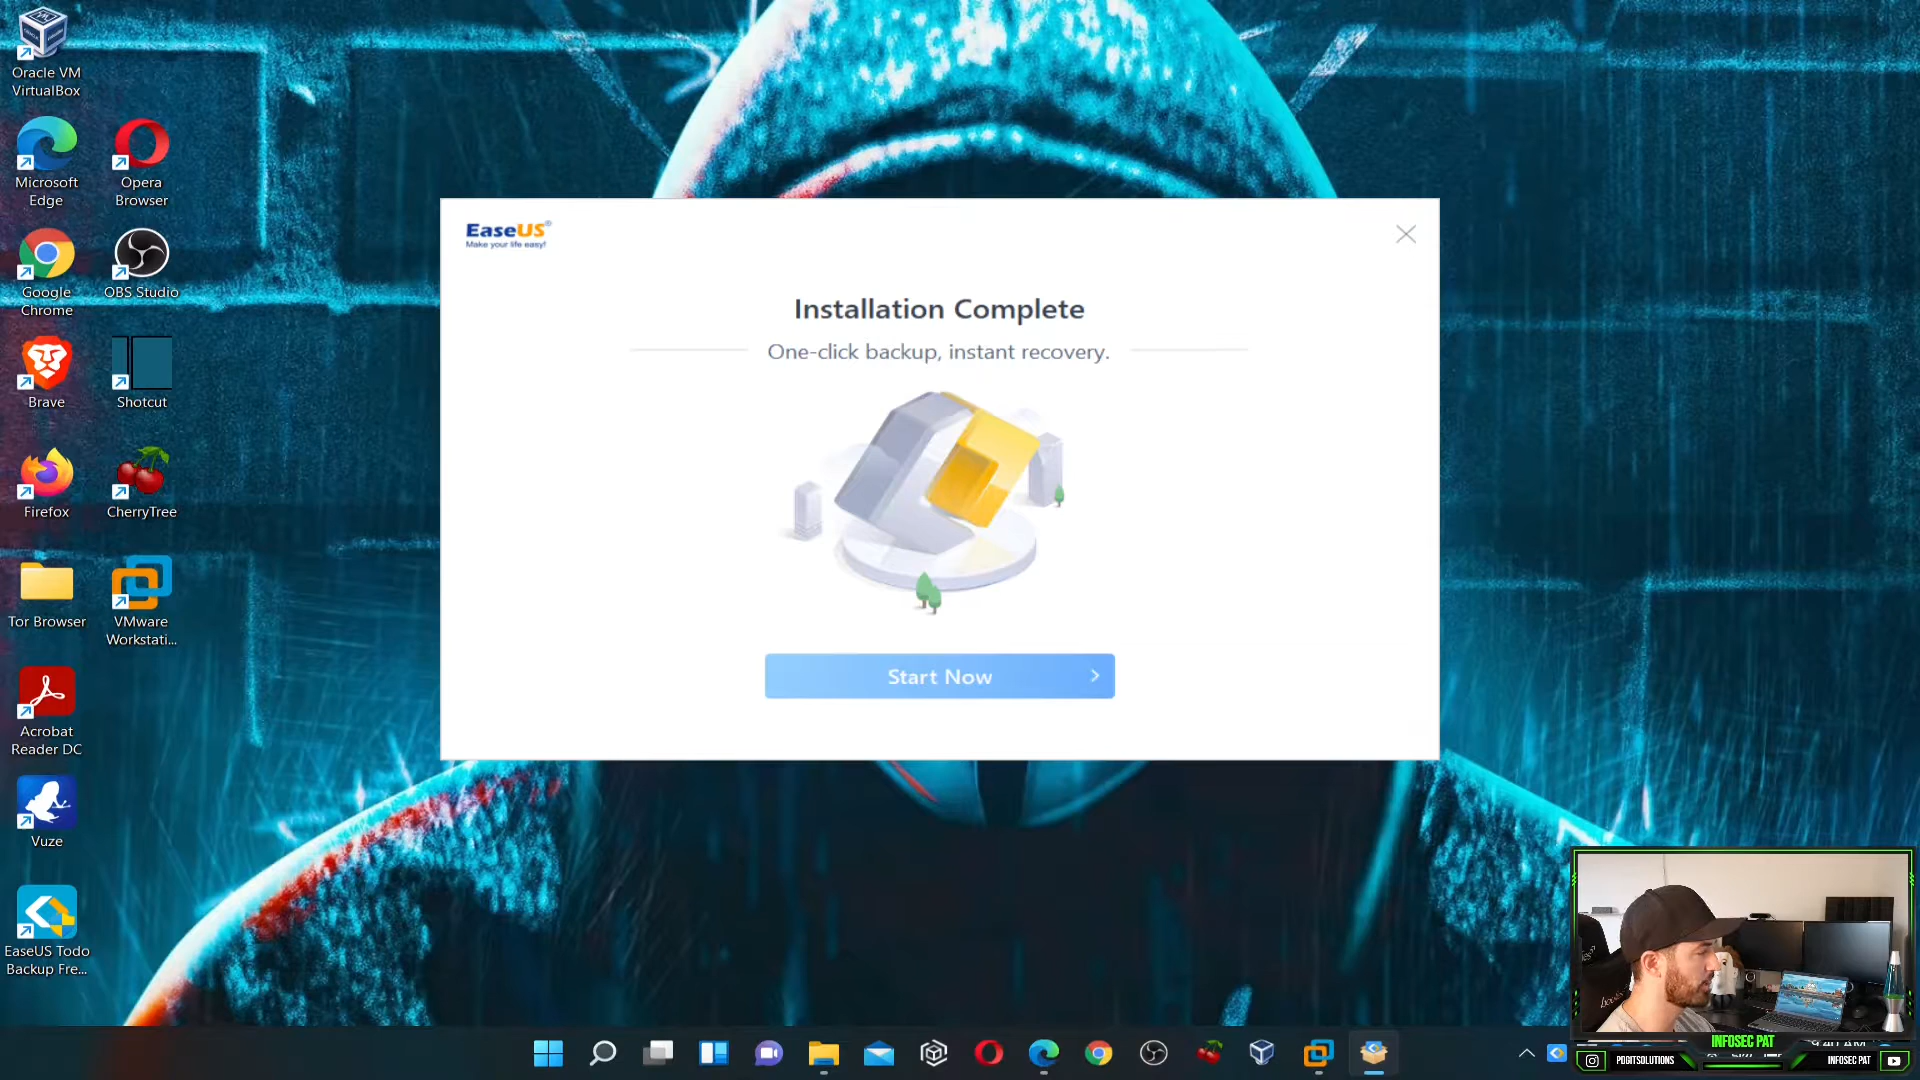 Oracle VM
VirtualBox
Microsoft
Edge
Opera
Browser
Google
Chrome
OBS Studio
Brave
Shotcut
Firefox
CherryTree
Tor Browser
VMware
Workstati...
Acrobat
Reader DC
Vuze
EaseUS Todo
Backup Fre...
EaseUS®
Make your life easy!
Installation Complete
One-click backup, instant recovery.
Start Now
INFOSEC PAT
PDDITSOLUTIONS
INFOSEC PAT